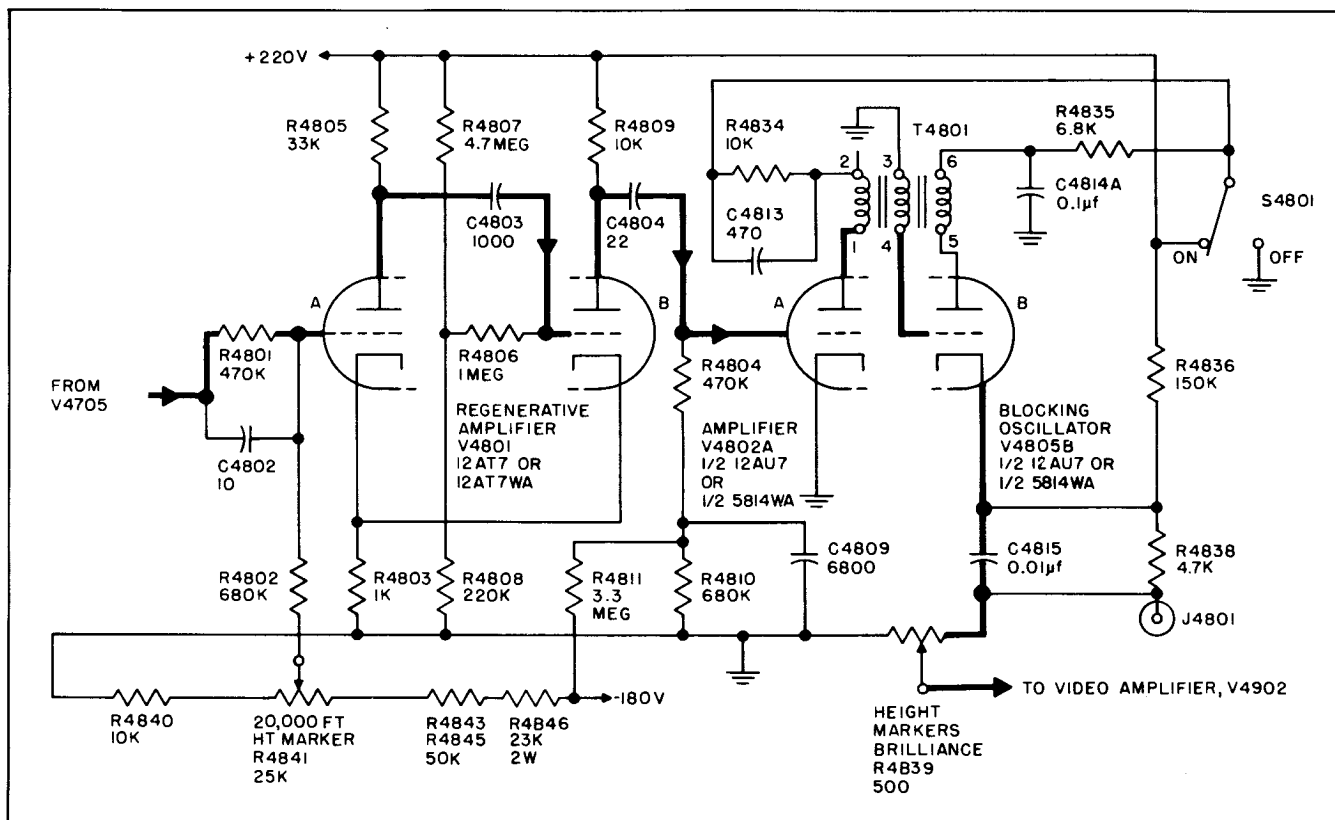 +220V
R4805
33K
R4807
4.7MEG
R4809
10K
R4834
10K
T4801
R4835
6.8K
2
3
6
C4813
470
C4814A
0.1µf
S4801
C4803
1000
C4804
22
1
4
5
ON
OFF
A
B
A
B
R4801
470K
R4806
1MEG
R4804
470K
R4836
150K
FROM
V4705
C4802
10
REGENERATIVE
AMPLIFIER
V4801
12AT7 OR
12AT7WA
AMPLIFIER
V4802A
1/2 12AU7
OR
1/2 5814WA
BLOCKING
OSCILLATOR
V4805B
1/2 12AU7 OR
1/2 5814WA
R4802
680K
R4803
1K
R4808
220K
R4811
3.3
MEG
R4810
680K
C4809
6800
C4815
0.01µf
R4838
4.7K
J4801
-180V
TO VIDEO AMPLIFIER, V4902
R4840
10K
20,000 FT
HT MARKER
R4841
25K
R4843
R4845
50K
R4846
23K
2W
HEIGHT
MARKERS
BRILLIANCE
R4B39
500